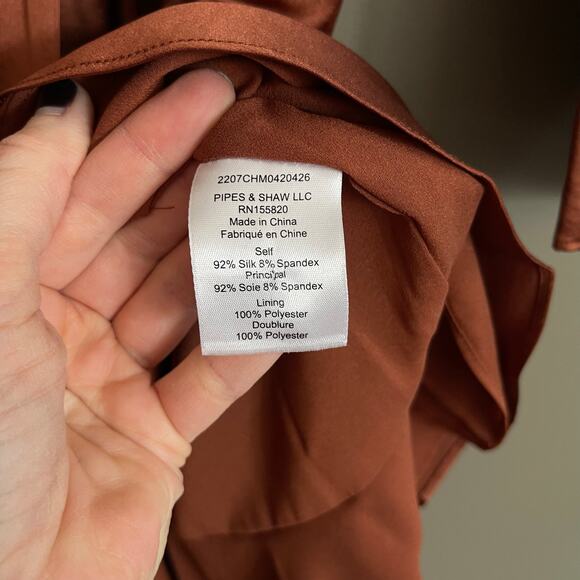 2207CHM0420426
PIPES & SHAW LLC
RN155820
Made in China
Fabriqué en Chine
Self
92% Silk 8% Spandex
Principal
92% Soie 8% Spandex
Lining
100% Polyester
Doublure
100% Polyester